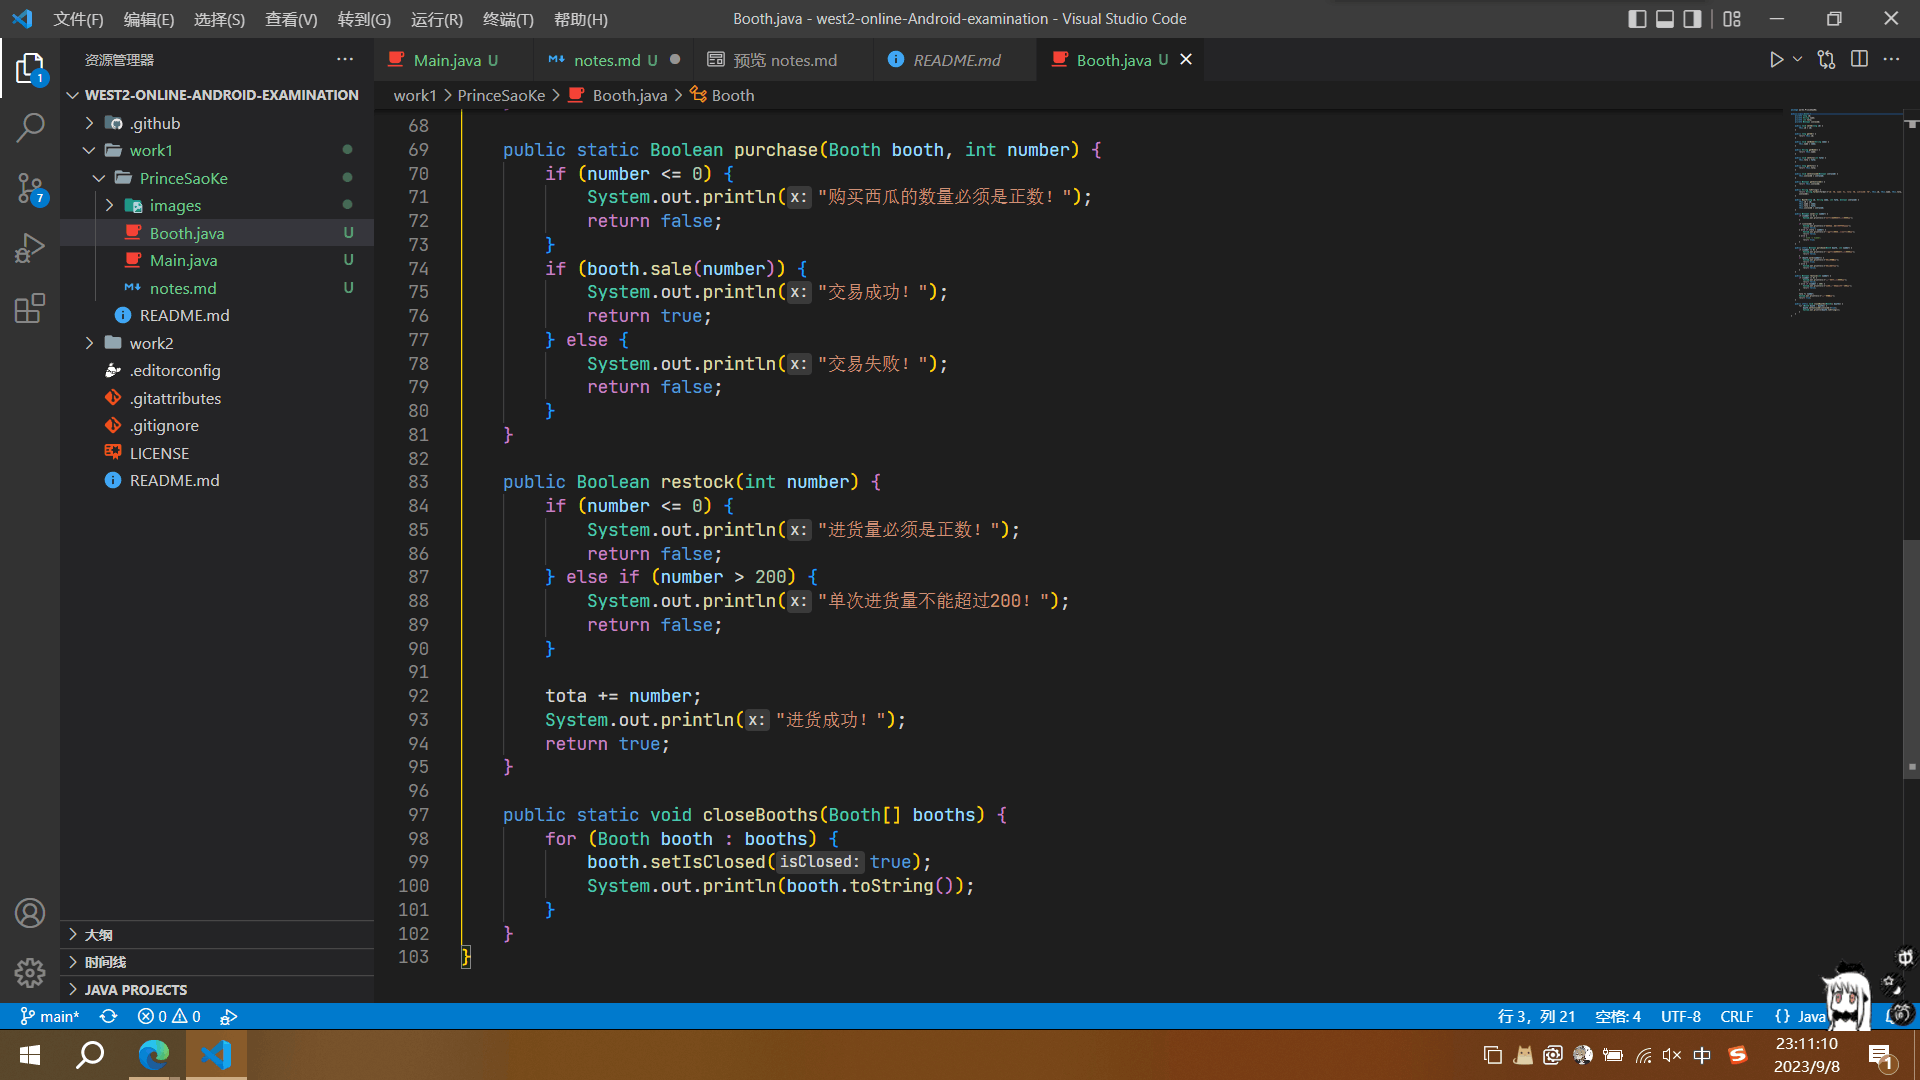 文件(F) 编辑(E) 选择(S) 查看(V) 转到(G) 运行(R) 终端(T) 帮助(H) Booth.java - west2-online-Android-examination - Visual Studio Code
资源管理器
Main.java U
notes.md U
预览 notes.md
README.md
Booth.java U
WEST2-ONLINE-ANDROID-EXAMINATION
.github
work1
PrinceSaoKe
images
Booth.java U
Main.java U
notes.md U
README.md
work2
.editorconfig
.gitattributes
.gitignore
LICENSE
README.md
大纲
时间线
JAVA PROJECTS
1
7
work1 > PrinceSaoKe > Booth.java > Booth
68
69 public static Boolean purchase(Booth booth, int number) {
70 if (number <= 0) {
71 System.out.println(x: "购买西瓜的数量必须是正数！");
72 return false;
73 }
74 if (booth.sale(number)) {
75 System.out.println(x: "交易成功！");
76 return true;
77 } else {
78 System.out.println(x: "交易失败！");
79 return false;
80 }
81 }
82
83 public Boolean restock(int number) {
84 if (number <= 0) {
85 System.out.println(x: "进货量必须是正数！");
86 return false;
87 } else if (number > 200) {
88 System.out.println(x: "单次进货量不能超过200！");
89 return false;
90 }
91
92 tota += number;
93 System.out.println(x: "进货成功！");
94 return true;
95 }
96
97 public static void closeBooths(Booth[] booths) {
98 for (Booth booth : booths) {
99 booth.setIsClosed(isClosed: true);
100 System.out.println(booth.toString());
101 }
102 }
103 }
main* 0 0 行 3，列 21 空格: 4 UTF-8 CRLF {} Java
中 23:11:10
2023/9/8 1